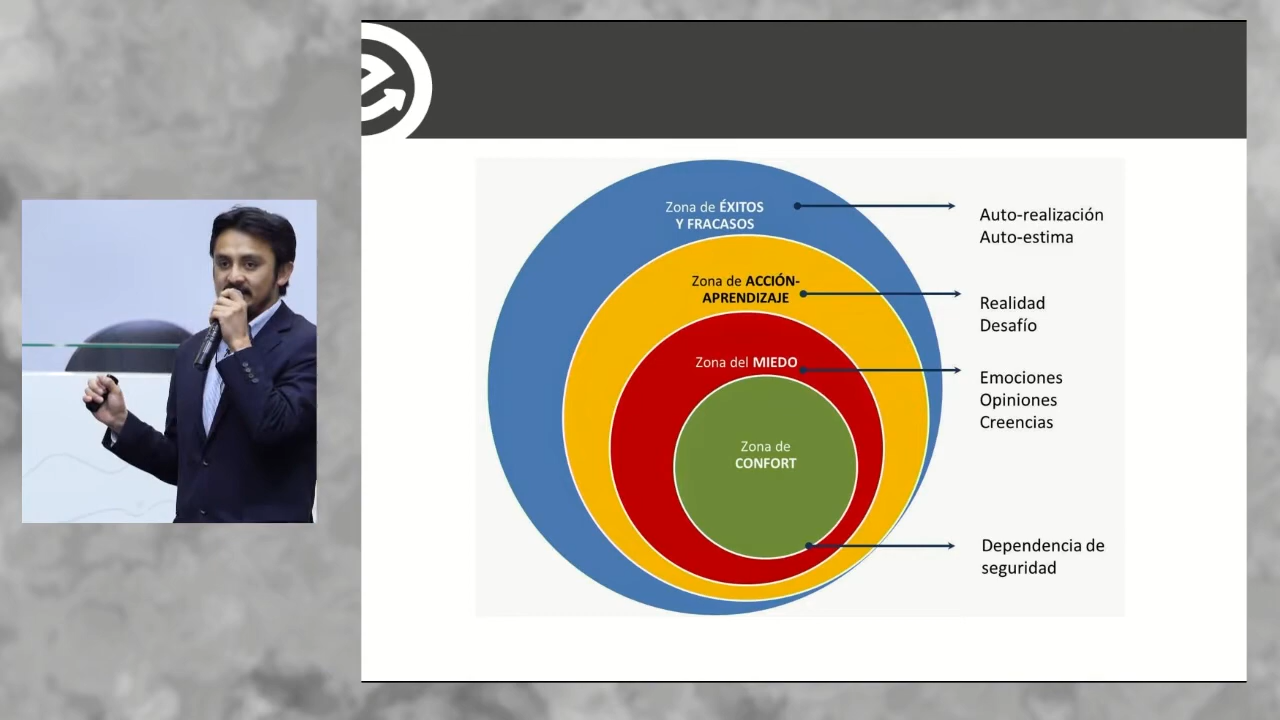 Zona de ÉXITOS
Y FRACASOS
Auto-realización
Auto-estima
Zona de ACCIÓN-
APRENDIZAJE
Realidad
Desafío
Zona del MIEDO
Emociones
Opiniones
Creencias
Zona de
CONFORT
Dependencia de
seguridad